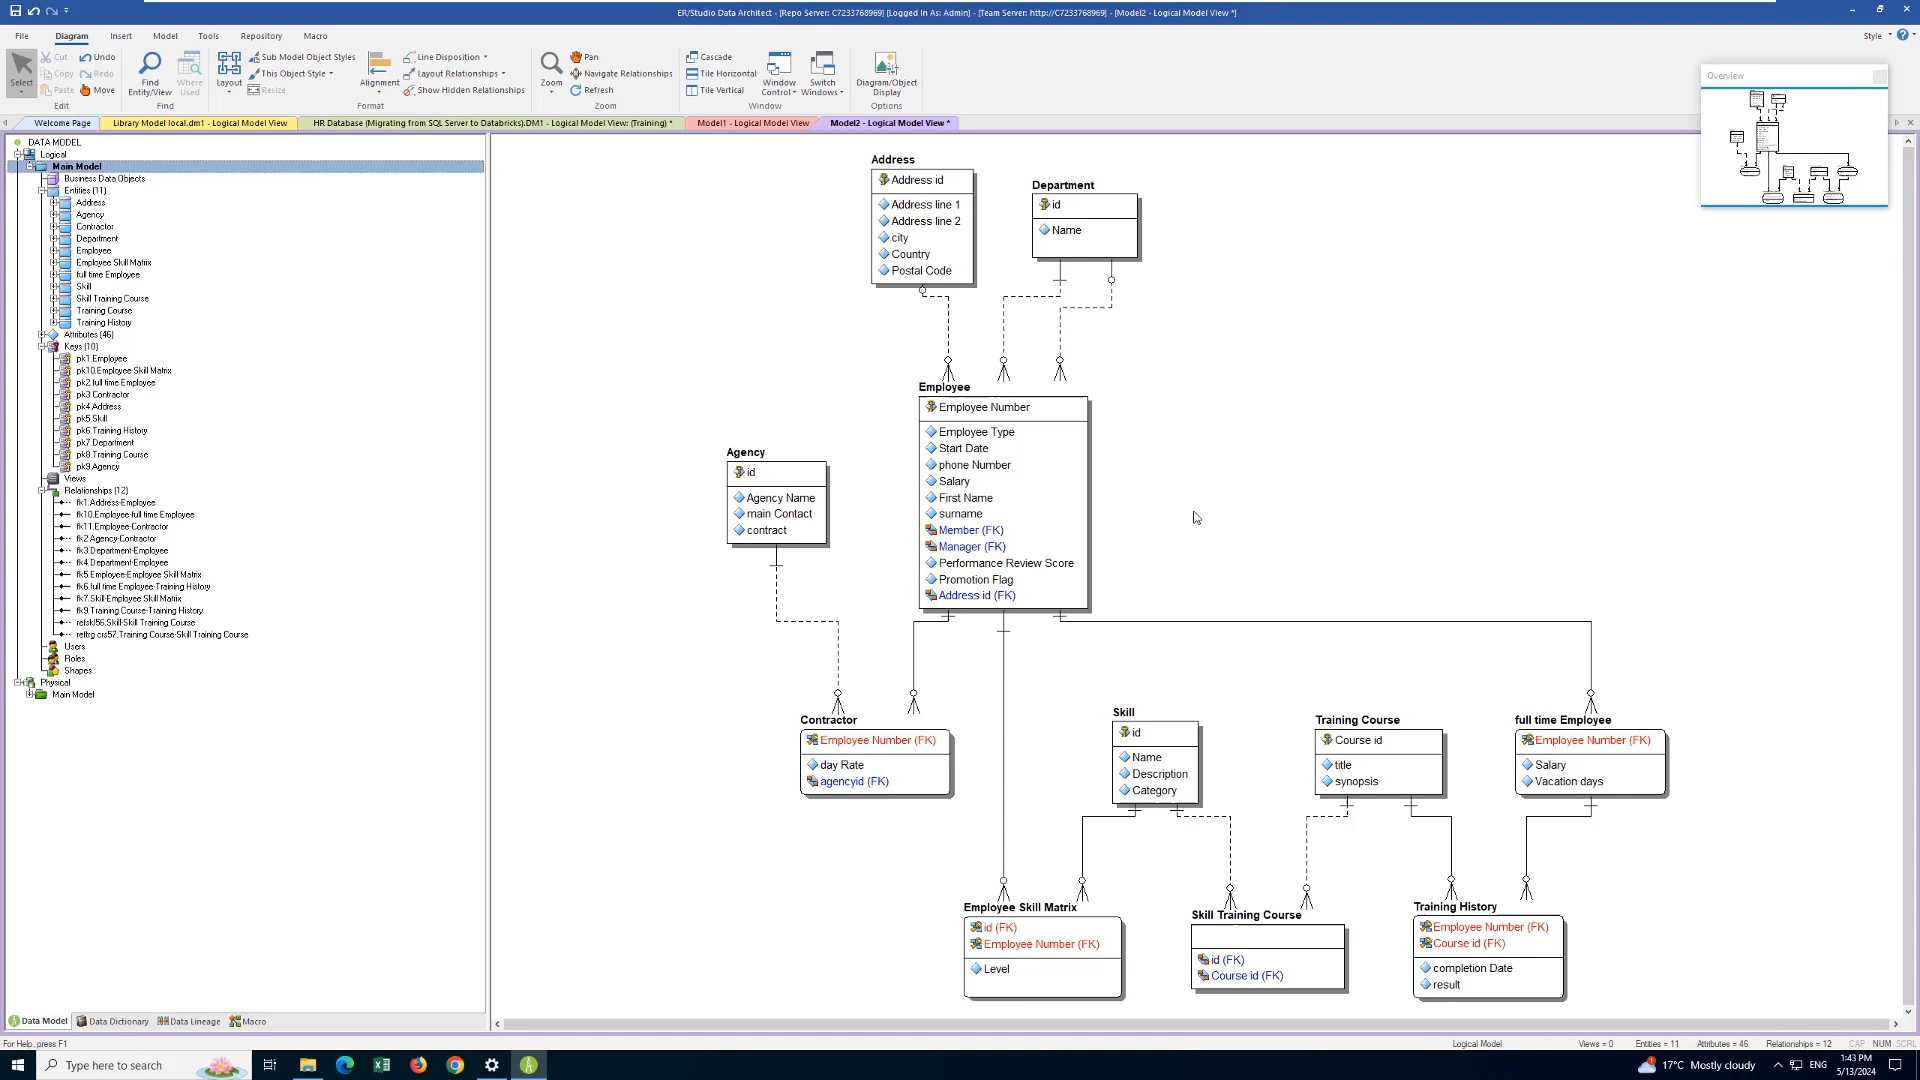 ER/Studio Data Architect - [Repo Server: C7233768969] [Logged In As: Admin] - [Team Server: http://C7233768969] - [Model2 - Logical Model View *]
File Diagram Insert Model Tools Repository Macro Style
Select Cut Copy Paste Undo Redo Move Edit
Find Entity/View Where Used Find
Layout Sub Model Object Styles This Object Style Resize Alignment Line Disposition Layout Relationships Show Hidden Relationships Format
Zoom Pan Navigate Relationships Refresh Zoom
Cascade Tile Horizontal Tile Vertical Window Control Switch Windows Window
Diagram/Object Display Options
Welcome Page Library Model local.dm1 - Logical Model View HR Database (Migrating from SQL Server to Databricks).DM1 - Logical Model View: (Training) * Model1 - Logical Model View Model2 - Logical Model View *
Overview
DATA MODEL
Logical
Main Model
Business Data Objects
Entities (11)
Address
Agency
Contractor
Department
Employee
Employee Skill Matrix
full time Employee
Skill
Skill Training Course
Training Course
Training History
Attributes (46)
Keys (10)
pk1.Employee
pk10.Employee Skill Matrix
pk2.full time Employee
pk3.Contractor
pk4.Address
pk5.Skill
pk6.Training History
pk7.Department
pk8.Training Course
pk9.Agency
Views
Relationships (12)
fk1.Address-Employee
fk10.Employee-full time Employee
fk11.Employee-Contractor
fk2.Agency-Contractor
fk3.Department-Employee
fk4.Department-Employee
fk5.Employee-Employee Skill Matrix
fk6.full time Employee-Training History
fk7.Skill-Employee Skill Matrix
fk9.Training Course-Training History
refskl56.Skill-Skill Training Course
reftrg crs57.Training Course-Skill Training Course
Users
Roles
Shapes
Physical
Main Model
Data Model Data Dictionary Data Lineage Macro
Address
Address id
Address line 1
Address line 2
city
Country
Postal Code
Department
id
Name
Employee
Employee Number
Employee Type
Start Date
phone Number
Salary
First Name
surname
Member (FK)
Manager (FK)
Performance Review Score
Promotion Flag
Address id (FK)
Agency
id
Agency Name
main Contact
contract
Contractor
Employee Number (FK)
day Rate
agencyid (FK)
Skill
id
Name
Description
Category
Training Course
Course id
title
synopsis
full time Employee
Employee Number (FK)
Salary
Vacation days
Employee Skill Matrix
id (FK)
Employee Number (FK)
Level
Skill Training Course
id (FK)
Course id (FK)
Training History
Employee Number (FK)
Course id (FK)
completion Date
result
For Help, press F1 Logical Model Views = 0 Entities = 11 Attributes = 46 Relationships = 12 CAP NUM SCRL
Type here to search 17°C Mostly cloudy ENG 1:43 PM
5/13/2024